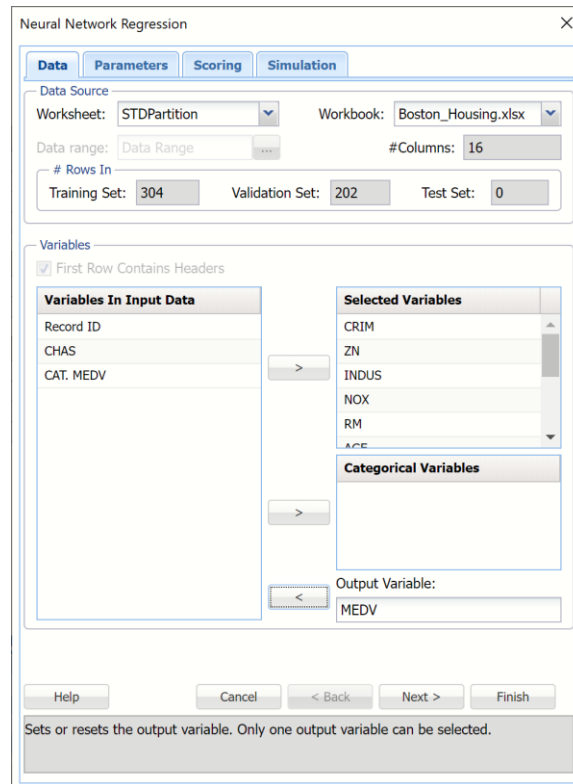 Neural Network Regression
Data Parameters Scoring Simulation
Data Source
Worksheet: STDPartition Workbook: Boston_Housing.xlsx
Data range: Data Range ... #Columns: 16
# Rows In
Training Set: 304 Validation Set: 202 Test Set: 0
Variables
First Row Contains Headers
Variables In Input Data Selected Variables
Record ID CRIM
CHAS ZN
CAT. MEDV > INDUS
NOX
RM
AGE
Categorical Variables
>
Output Variable:
< MEDV
Help Cancel < Back Next > Finish
Sets or resets the output variable. Only one output variable can be selected.